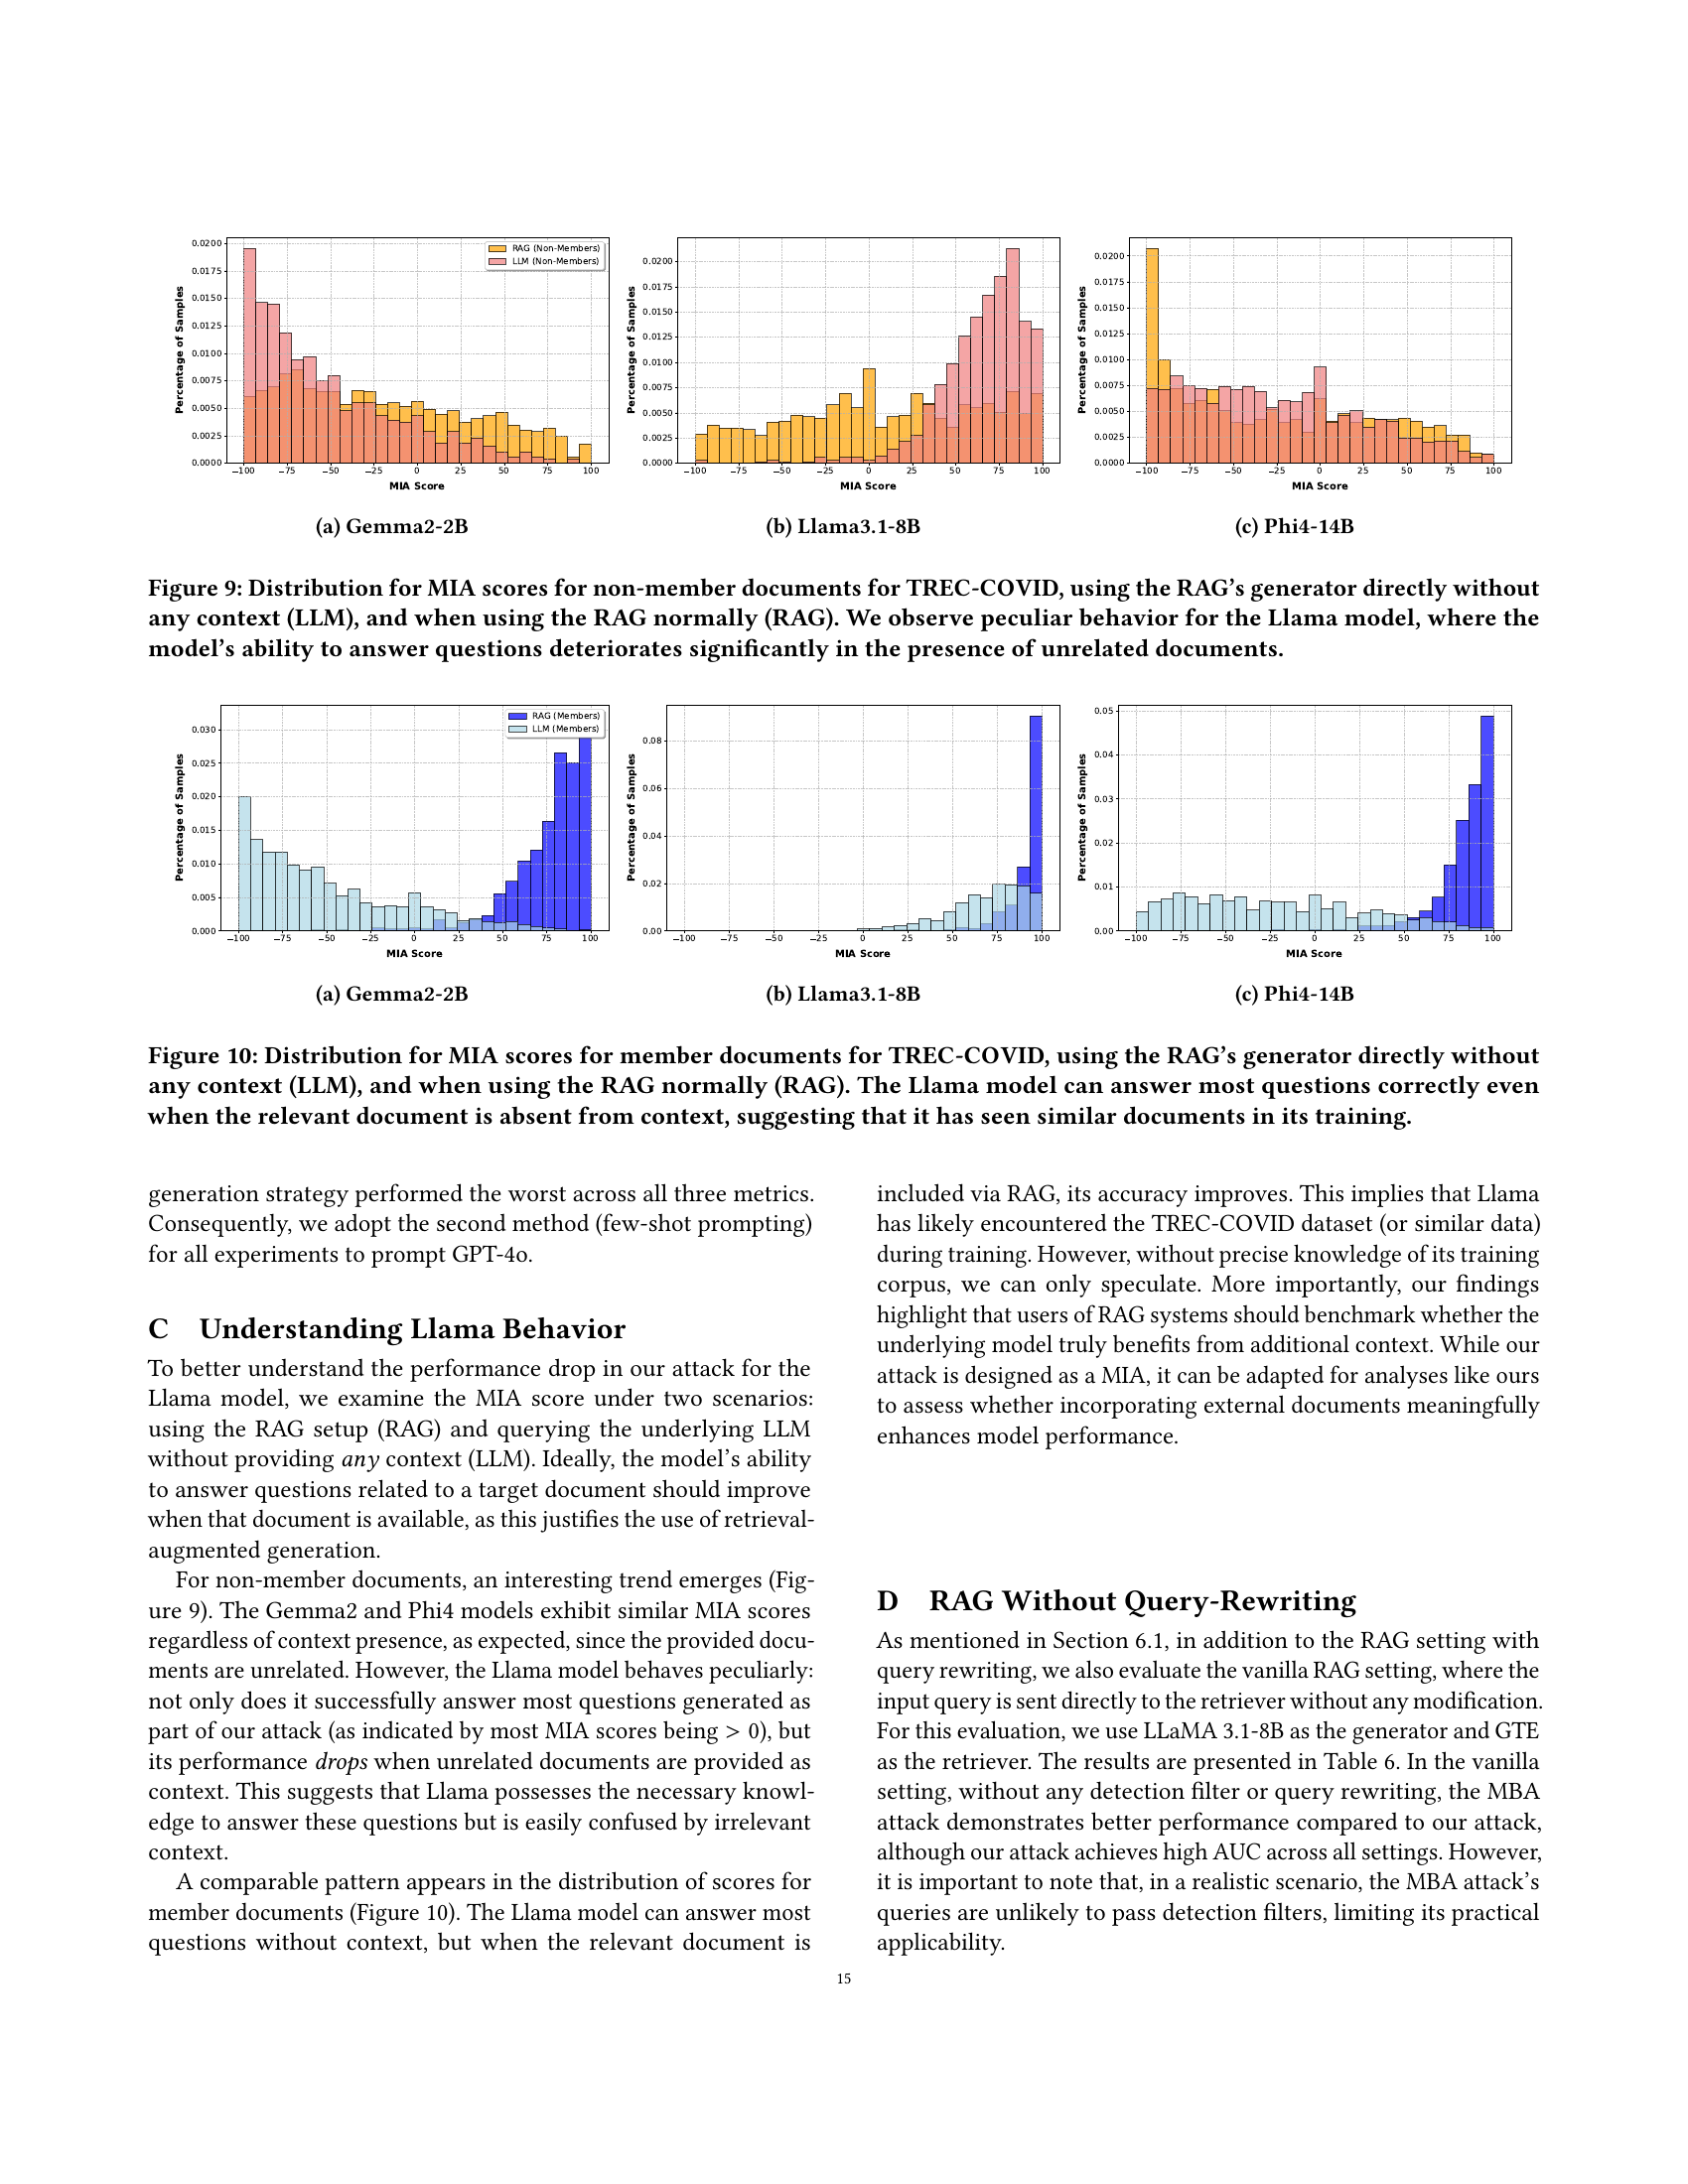 0.0200
0.0175
0.0150
0.0125
0.0100
0.0075
0.0050
0.0025
0.0000
Percentage of Samples
RAG (Non-Members)
LLM (Non-Members)
−100 −75 −50 −25 0 25 50 75 100
MIA Score
(a) Gemma2-2B
0.0200
0.0175
0.0150
0.0125
0.0100
0.0075
0.0050
0.0025
0.0000
Percentage of Samples
−100 −75 −50 −25 0 25 50 75 100
MIA Score
(b) Llama3.1-8B
0.0200
0.0175
0.0150
0.0125
0.0100
0.0075
0.0050
0.0025
0.0000
Percentage of Samples
−100 −75 −50 −25 0 25 50 75 100
MIA Score
(c) Phi4-14B
Figure 9: Distribution for MIA scores for non-member documents for TREC-COVID, using the RAG's generator directly without
any context (LLM), and when using the RAG normally (RAG). We observe peculiar behavior for the Llama model, where the
model's ability to answer questions deteriorates significantly in the presence of unrelated documents.
0.030
0.025
0.020
0.015
0.010
0.005
0.000
Percentage of Samples
RAG (Members)
LLM (Members)
−100 −75 −50 −25 0 25 50 75 100
MIA Score
(a) Gemma2-2B
0.08
0.06
0.04
0.02
0.00
Percentage of Samples
−100 −75 −50 −25 0 25 50 75 100
MIA Score
(b) Llama3.1-8B
0.05
0.04
0.03
0.02
0.01
0.00
Percentage of Samples
−100 −75 −50 −25 0 25 50 75 100
MIA Score
(c) Phi4-14B
Figure 10: Distribution for MIA scores for member documents for TREC-COVID, using the RAG's generator directly without
any context (LLM), and when using the RAG normally (RAG). The Llama model can answer most questions correctly even
when the relevant document is absent from context, suggesting that it has seen similar documents in its training.
generation strategy performed the worst across all three metrics.
Consequently, we adopt the second method (few-shot prompting)
for all experiments to prompt GPT-4o.
C Understanding Llama Behavior
To better understand the performance drop in our attack for the
Llama model, we examine the MIA score under two scenarios:
using the RAG setup (RAG) and querying the underlying LLM
without providing any context (LLM). Ideally, the model's ability
to answer questions related to a target document should improve
when that document is available, as this justifies the use of retrieval-
augmented generation.
For non-member documents, an interesting trend emerges (Fig-
ure 9). The Gemma2 and Phi4 models exhibit similar MIA scores
regardless of context presence, as expected, since the provided docu-
ments are unrelated. However, the Llama model behaves peculiarly:
not only does it successfully answer most questions generated as
part of our attack (as indicated by most MIA scores being > 0), but
its performance drops when unrelated documents are provided as
context. This suggests that Llama possesses the necessary knowl-
edge to answer these questions but is easily confused by irrelevant
context.
A comparable pattern appears in the distribution of scores for
member documents (Figure 10). The Llama model can answer most
questions without context, but when the relevant document is
included via RAG, its accuracy improves. This implies that Llama
has likely encountered the TREC-COVID dataset (or similar data)
during training. However, without precise knowledge of its training
corpus, we can only speculate. More importantly, our findings
highlight that users of RAG systems should benchmark whether the
underlying model truly benefits from additional context. While our
attack is designed as a MIA, it can be adapted for analyses like ours
to assess whether incorporating external documents meaningfully
enhances model performance.
D RAG Without Query-Rewriting
As mentioned in Section 6.1, in addition to the RAG setting with
query rewriting, we also evaluate the vanilla RAG setting, where the
input query is sent directly to the retriever without any modification.
For this evaluation, we use LLaMA 3.1-8B as the generator and GTE
as the retriever. The results are presented in Table 6. In the vanilla
setting, without any detection filter or query rewriting, the MBA
attack demonstrates better performance compared to our attack,
although our attack achieves high AUC across all settings. However,
it is important to note that, in a realistic scenario, the MBA attack's
queries are unlikely to pass detection filters, limiting its practical
applicability.
15